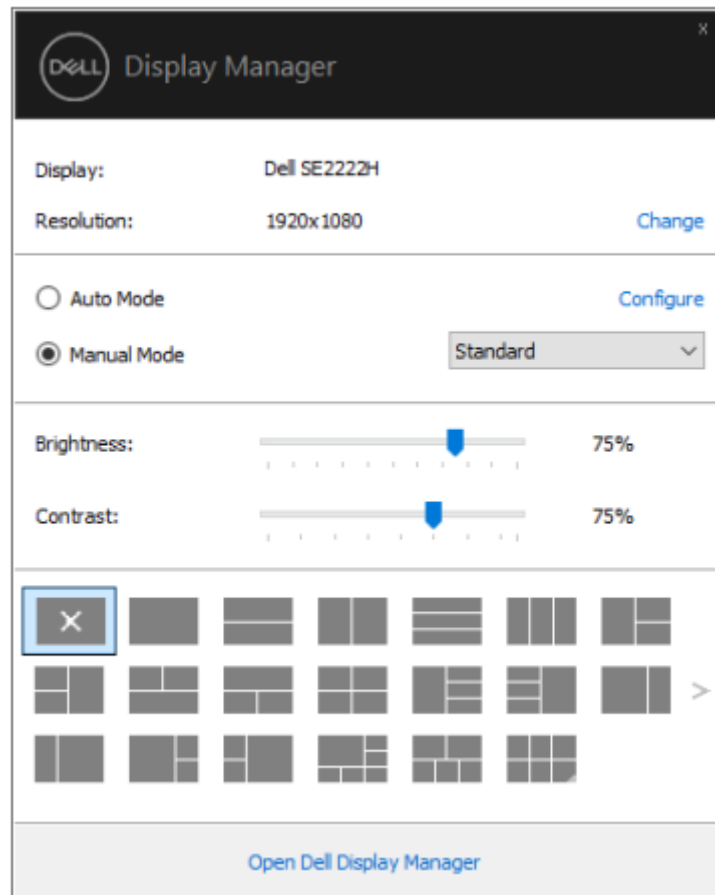 DELL Display Manager
x
Display: Dell SE2222H
Resolution: 1920x1080 Change
Auto Mode Configure
Manual Mode Standard
Brightness: 75%
Contrast: 75%
Open Dell Display Manager